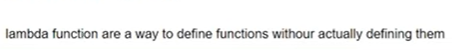 lambda function are a way to define functions withour actually defining them